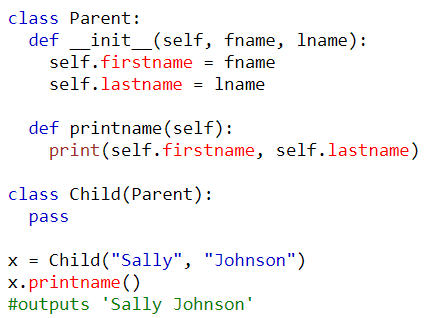 class Parent:
  def __init__(self, fname, lname):
    self.firstname = fname
    self.lastname = lname

  def printname(self):
    print(self.firstname, self.lastname)

class Child(Parent):
  pass

x = Child("Sally", "Johnson")
x.printname()
#outputs 'Sally Johnson'